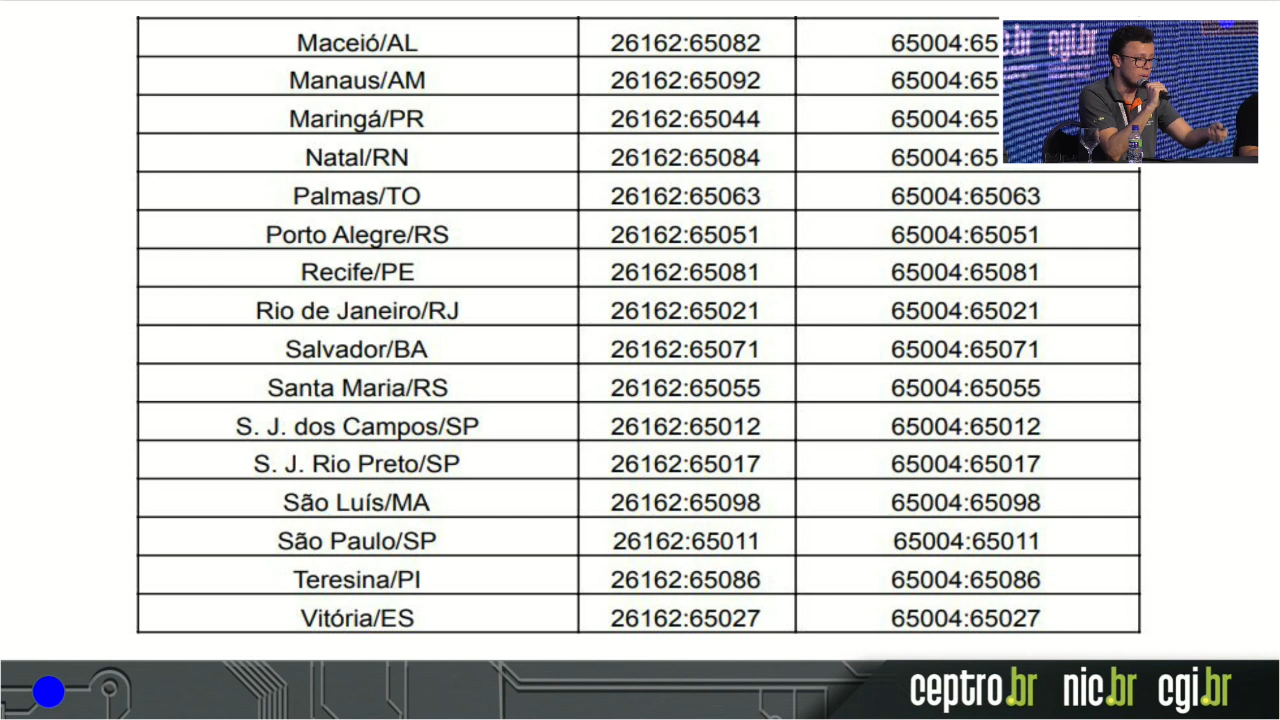 Maceió/AL 26162:65082 65004:65
Manaus/AM 26162:65092 65004:65
Maringá/PR 26162:65044 65004:65
Natal/RN 26162:65084 65004:65
Palmas/TO 26162:65063 65004:65063
Porto Alegre/RS 26162:65051 65004:65051
Recife/PE 26162:65081 65004:65081
Rio de Janeiro/RJ 26162:65021 65004:65021
Salvador/BA 26162:65071 65004:65071
Santa Maria/RS 26162:65055 65004:65055
S. J. dos Campos/SP 26162:65012 65004:65012
S. J. Rio Preto/SP 26162:65017 65004:65017
São Luís/MA 26162:65098 65004:65098
São Paulo/SP 26162:65011 65004:65011
Teresina/PI 26162:65086 65004:65086
Vitória/ES 26162:65027 65004:65027
.br cgi.br
ceptro.br nic.br cgi.br